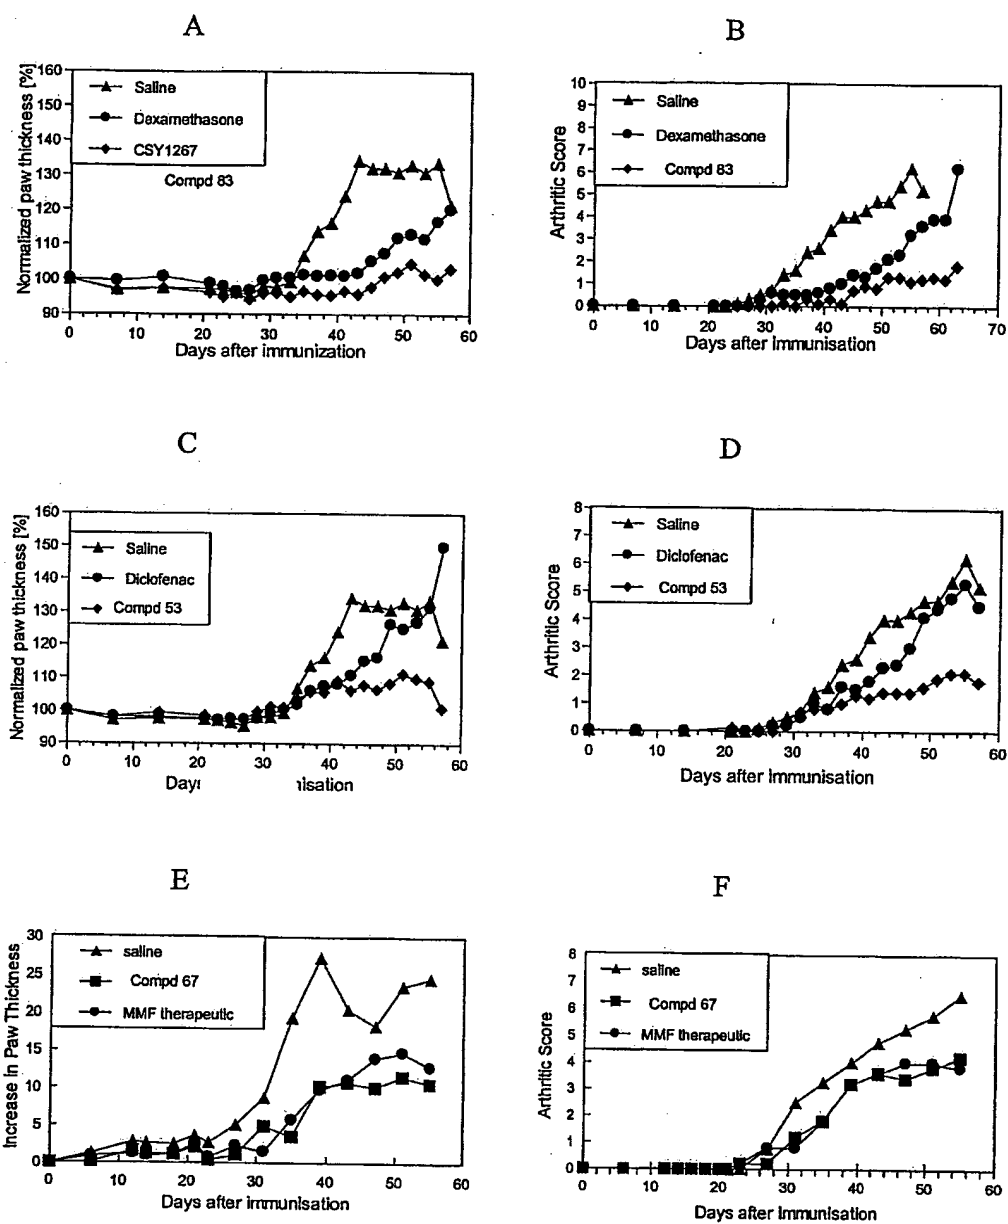 A
Normalized paw thickness [%]
160
150
140
130
120
110
100
90
Saline
Dexamethasone
CSY1267
Compd 83
0 10 20 30 40 50 60
Days after immunization
B
Arthritic Score
10
9
8
7
6
5
4
3
2
1
0
Saline
Dexamethasone
Compd 83
0 10 20 30 40 50 60 70
Days after Immunisation
C
Normalized paw thickness [%]
160
150
140
130
120
110
100
90
Saline
Diclofenac
Compd 53
0 10 20 30 40 50 60
Days nisation
D
Arthritic Score
8
7
6
5
4
3
2
1
0
Saline
Diclofenac
Compd 53
0 10 20 30 40 50 60
Days after Immunisation
E
Increase In Paw Thickness
30
25
20
15
10
5
0
saline
Compd 67
MMF therapeutic
0 10 20 30 40 50 60
Days after immunisation
F
Arthritic Score
8
7
6
5
4
3
2
1
0
saline
Compd 67
MMF therapeutic
0 10 20 30 40 50 60
Days after Immunisation